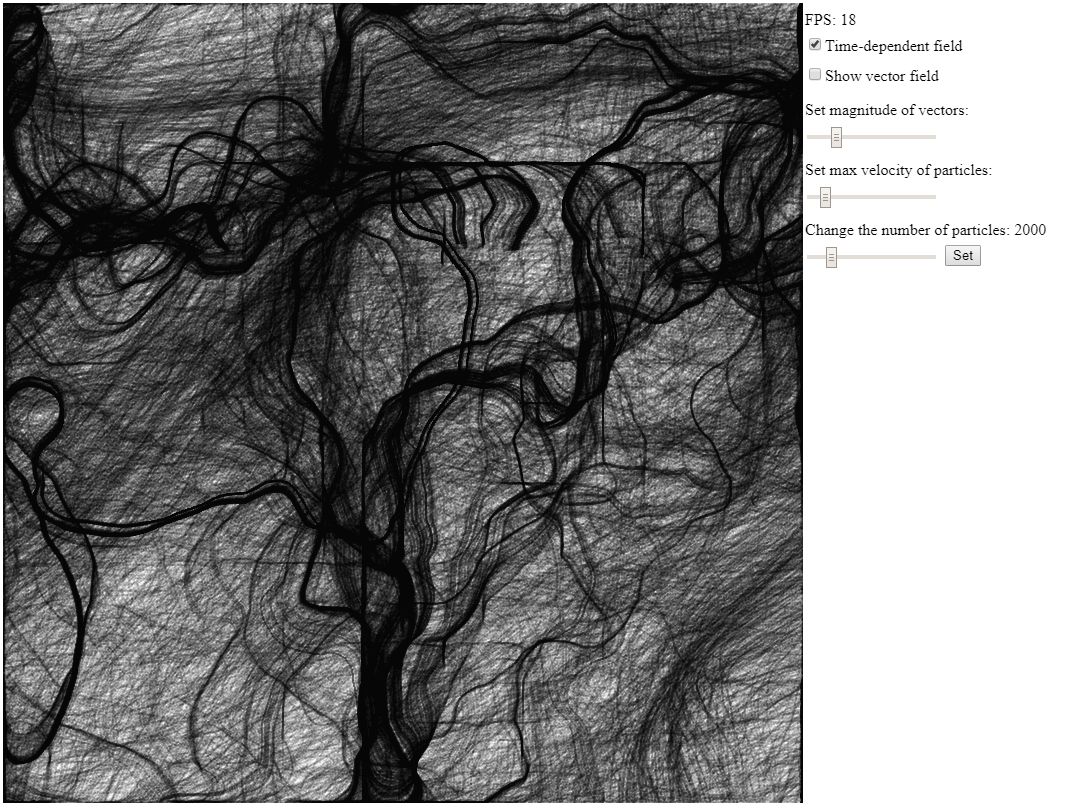 FPS: 18
Time-dependent field
Show vector field
Set magnitude of vectors:
Set max velocity of particles:
Change the number of particles: 2000
Set